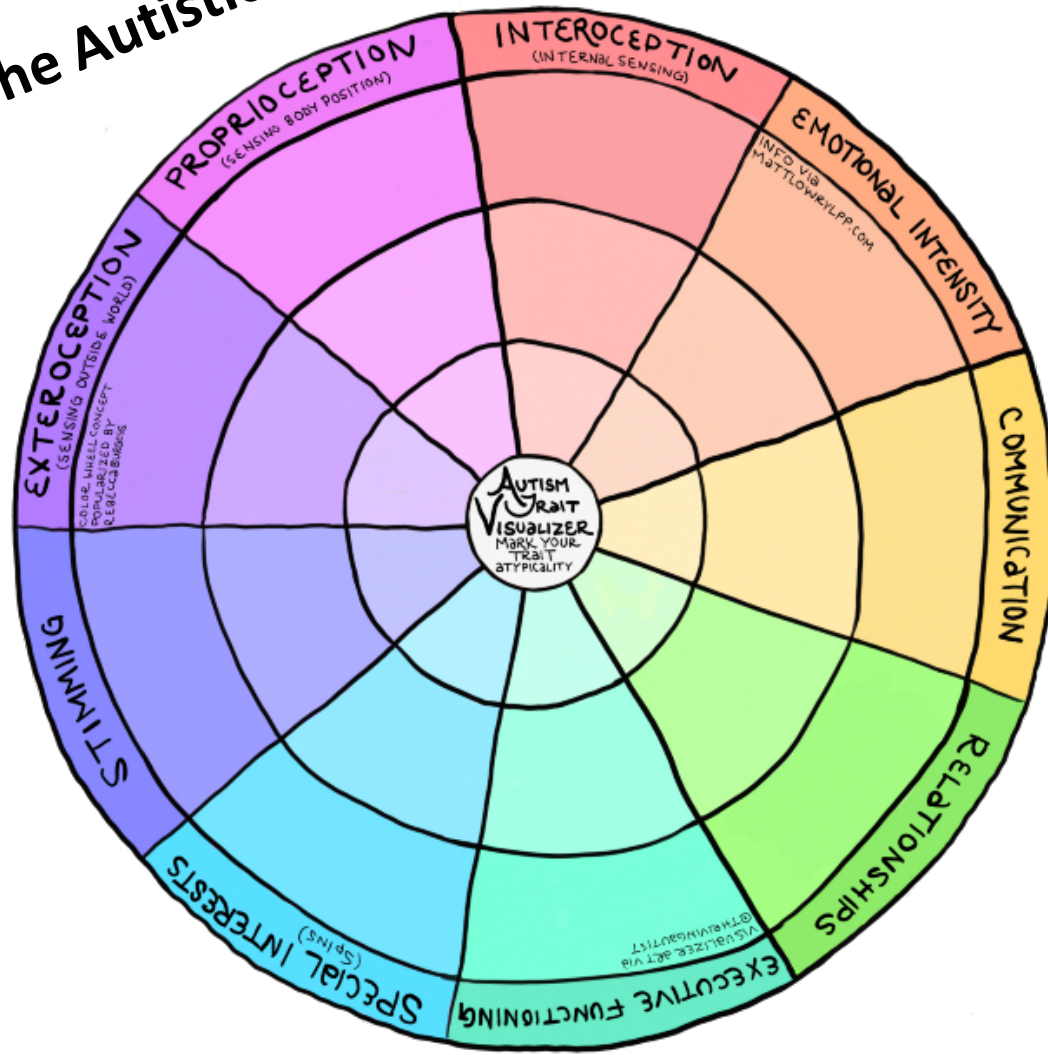 he Autistic
INTEROCEPTION
(INTERNAL SENSING)
EMOTIONAL INTENSITY
INFO VIA
MATTLOWRYLPP.COM
COMMUNICATION
RELATIONSHIPS
EXECUTIVE FUNCTIONING
VISUALIZER ART VIA
@THRIVINGAUTIST
SPECIAL INTERESTS
(SPINS)
STIMMING
EXTEROCEPTION
(SENSING OUTSIDE WORLD)
COLOR WHEEL CONCEPT
POPULARIZED BY
REBECCABURGESS
PROPRIOCEPTION
(SENSING BODY POSITION)
AUTISM
TRAIT
VISUALIZER
MARK YOUR
TRAIT
ATYPICALITY